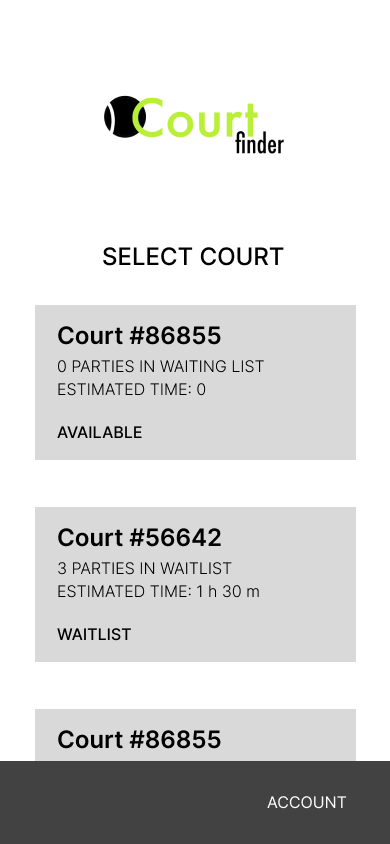 Court
finder
SELECT COURT
Court #86855
0 PARTIES IN WAITING LIST
ESTIMATED TIME: 0
AVAILABLE
Court #56642
3 PARTIES IN WAITLIST
ESTIMATED TIME: 1 h 30 m
WAITLIST
Court #86855
ACCOUNT